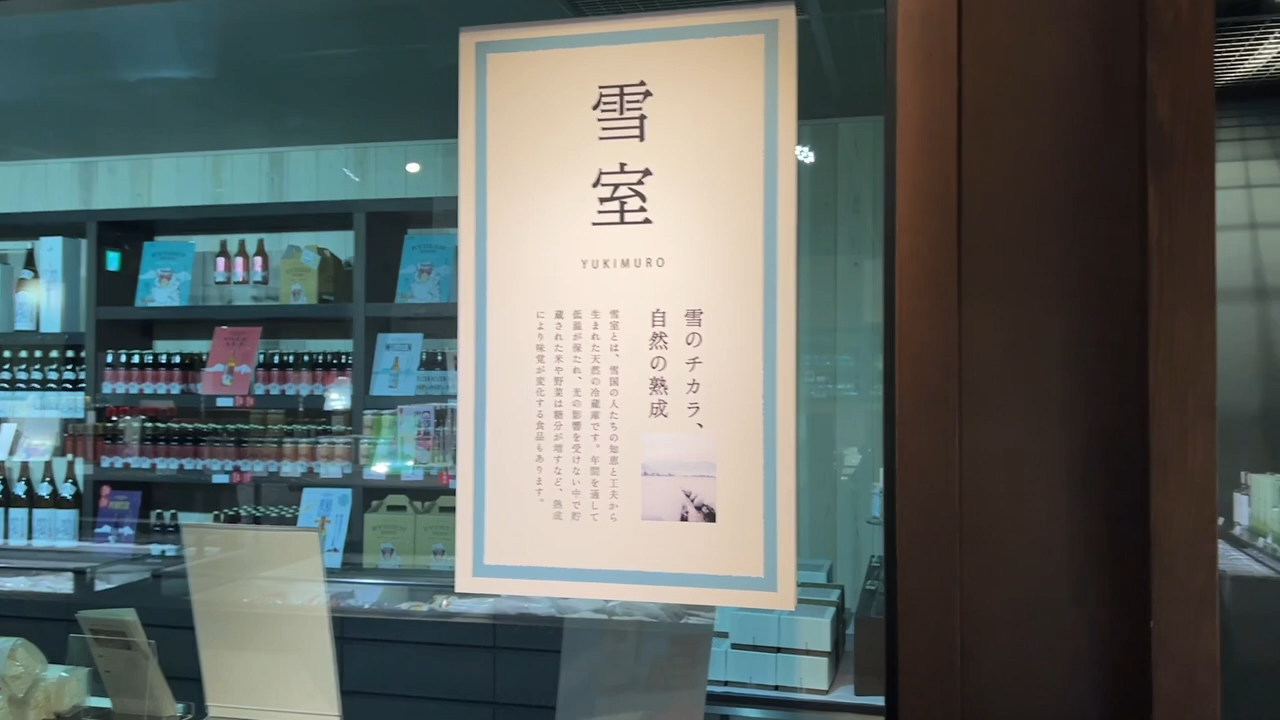 雪室
YUKIMURO
雪のチカラ、
自然の熟成
雪室とは、雪国の人たちの知恵と工夫から
生まれた天然の冷蔵庫です。年間を通して
低温が保たれ、光の影響を受けない中で貯
蔵された米や野菜は糖分が増すなど、熟成
により味覚が変化する食品もあります。